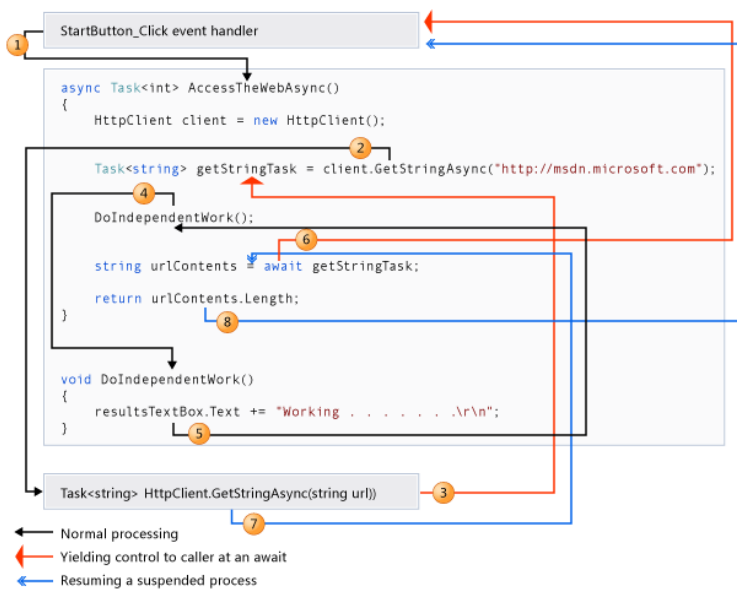 StartButton_Click event handler
1
async Task<int> AccessTheWebAsync()
{
HttpClient client = new HttpClient();
2
Task<string> getStringTask = client.GetStringAsync("http://msdn.microsoft.com");
4
DoIndependentWork();
6
string urlContents = await getStringTask;
return urlContents.Length;
8
}
void DoIndependentWork()
{
resultsTextBox.Text += "Working . . . . . . .\r\n";
}
5
Task<string> HttpClient.GetStringAsync(string url))
3
7
Normal processing
Yielding control to caller at an await
Resuming a suspended process